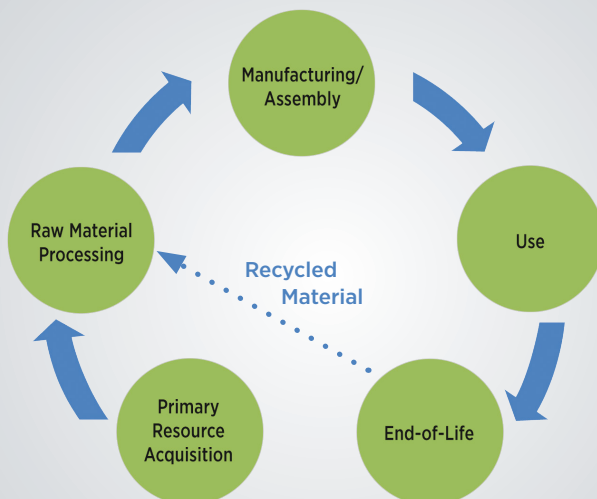 Manufacturing/
Assembly
Raw Material
Processing
Use
Recycled
Material
Primary
Resource
Acquisition
End-of-Life